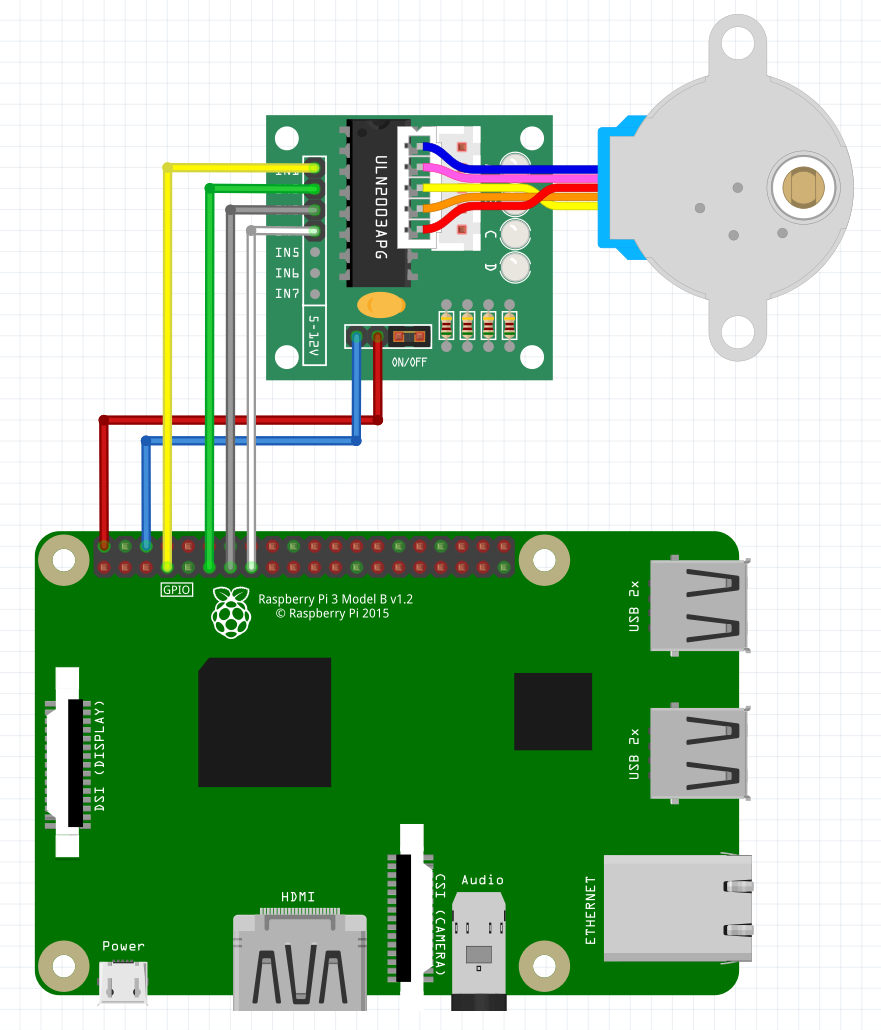 IN1
ULN2003APG
C
D
IN5
IN6
IN7
5-12V
ON/OFF
GPIO
Raspberry Pi 3 Model B v1.2
© Raspberry Pi 2015
USB 2x
DSI (DISPLAY)
USB 2x
HDMI
CSI (CAMERA)
Audio
ETHERNET
Power